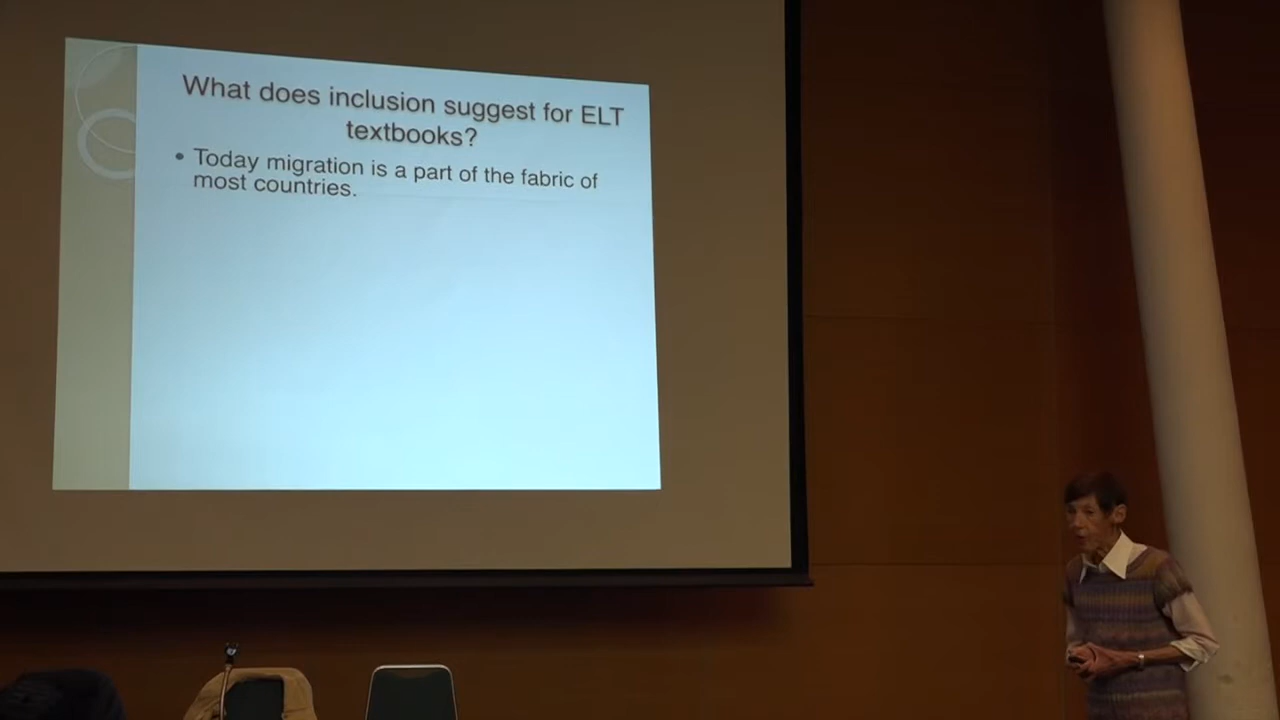 What does inclusion suggest for ELT
textbooks?
• Today migration is a part of the fabric of
most countries.